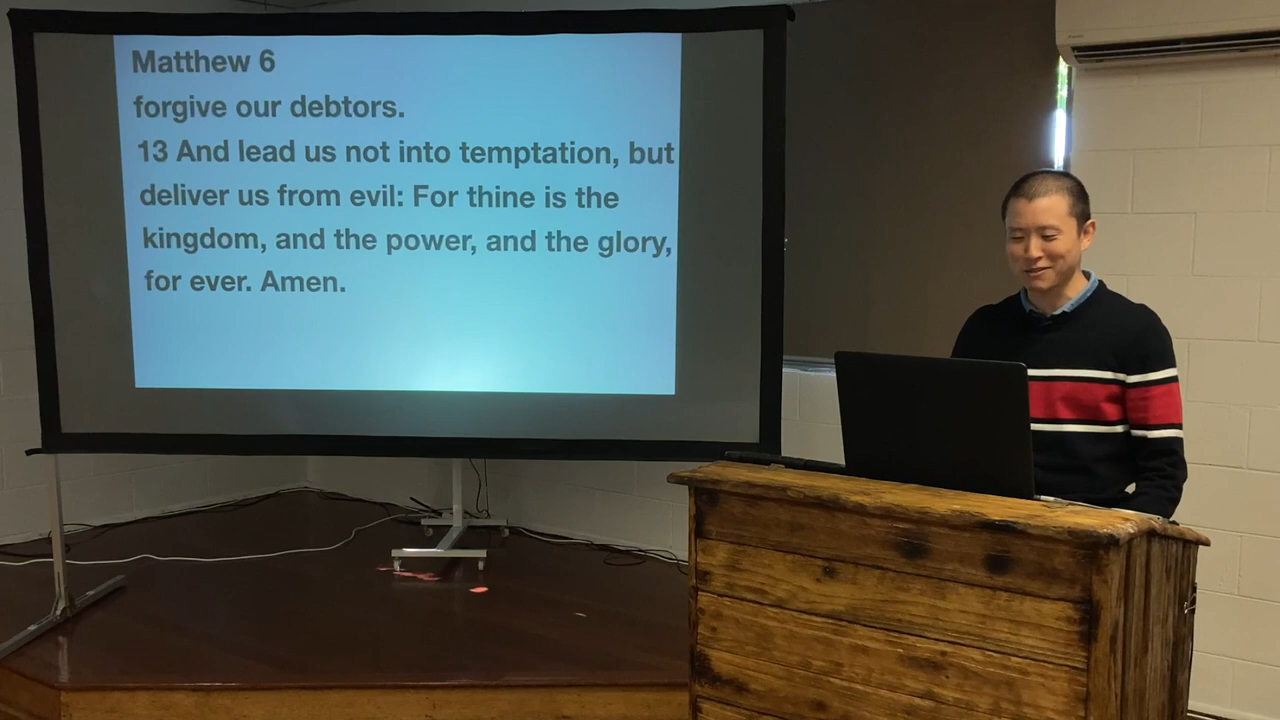 Matthew 6
forgive our debtors.
13 And lead us not into temptation, but
deliver us from evil: For thine is the
kingdom, and the power, and the glory,
for ever. Amen.